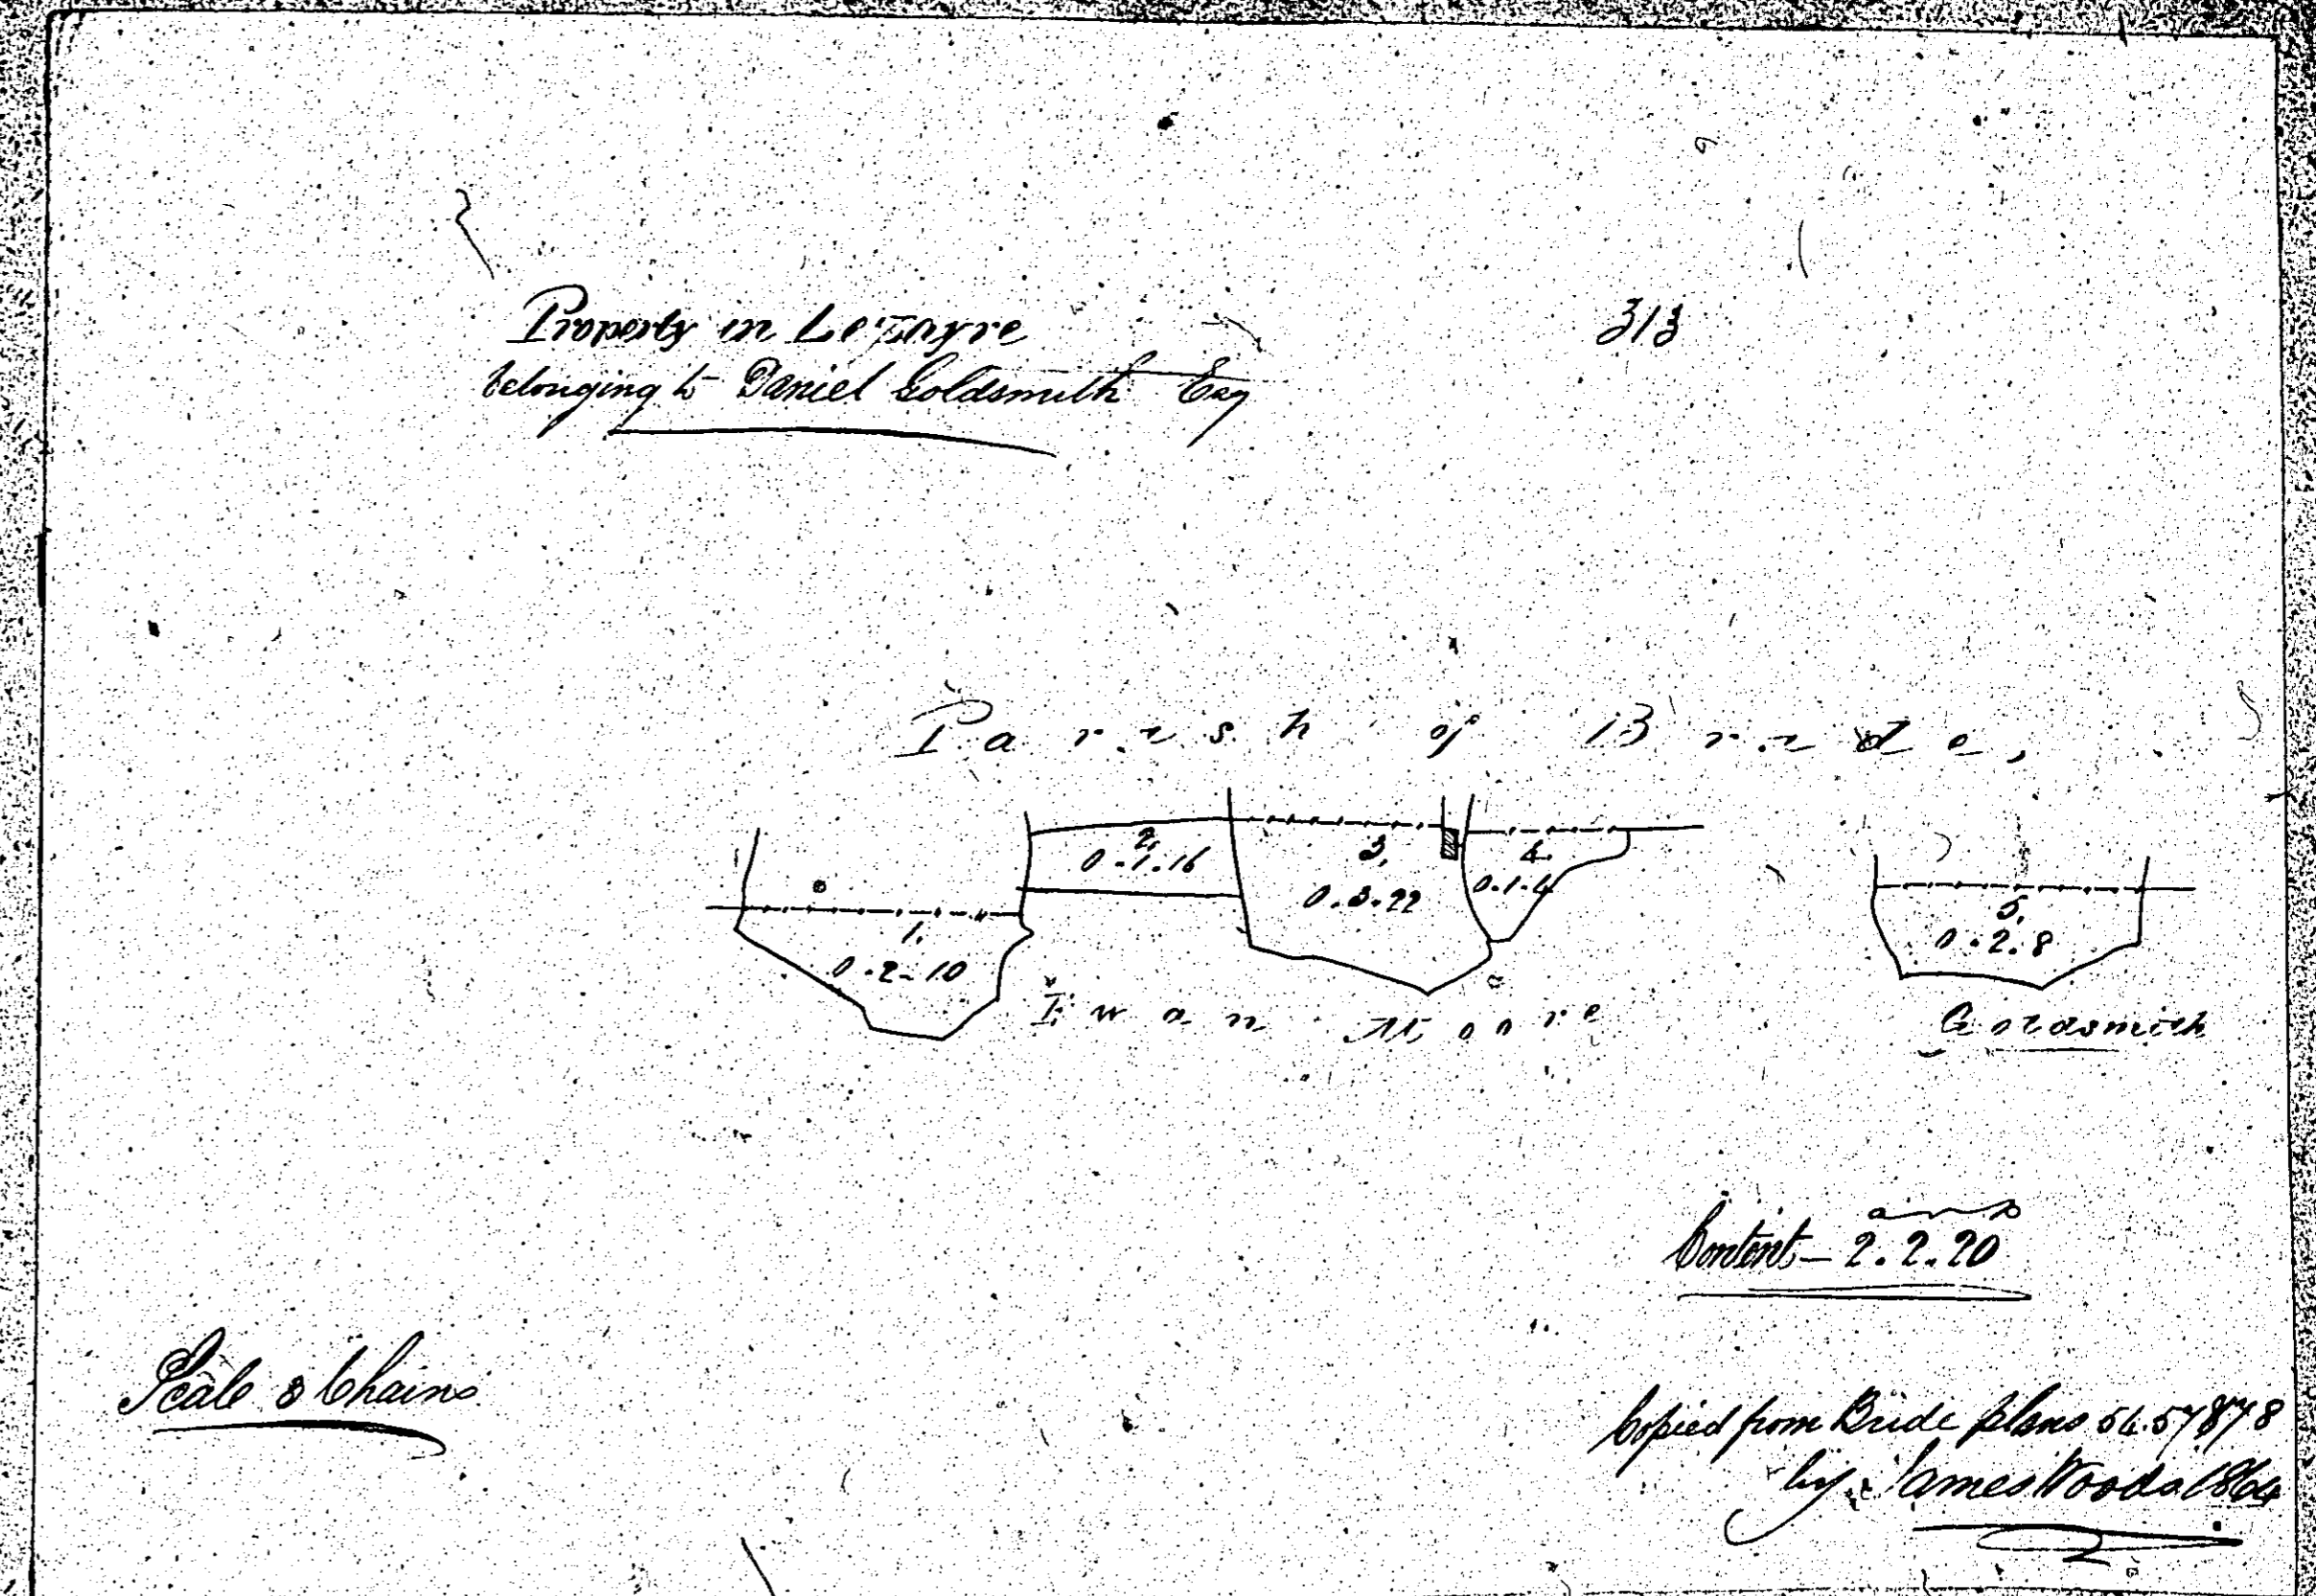 313
Property in Lezayre
belonging to Daniel Goldsmith Esq
Parish of Bride,
2,
0.1.16
3,
0.3.22
4.
0.1.4
1.
0.2.10
5,
0.2.8
Ewan Moore
Goldsmith
a r p
Content - 2.2.20
Scale 8 Chains
Copied from Bride plans 54.57
by James Woods 1864